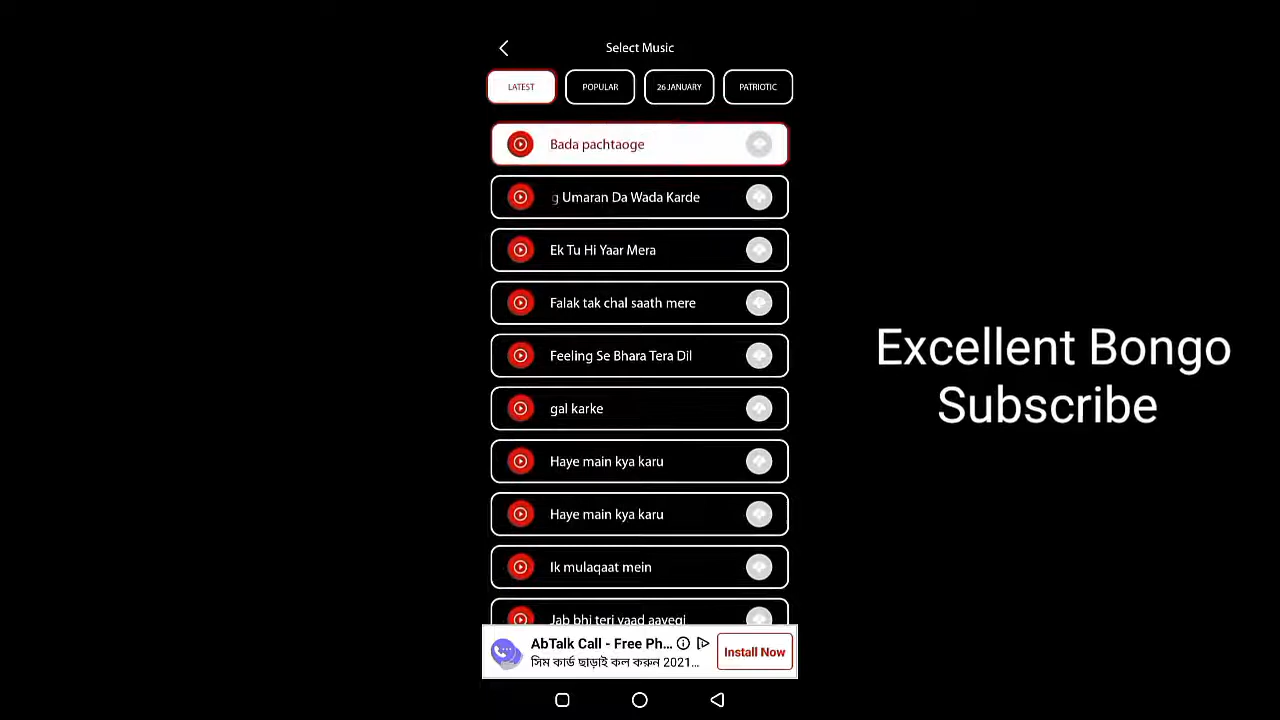 Select Music
LATEST
POPULAR
26 JANUARY
PATRIOTIC
Bada pachtaoge
g Umaran Da Wada Karde
Ek Tu Hi Yaar Mera
Falak tak chal saath mere
Feeling Se Bhara Tera Dil
gal karke
Haye main kya karu
Haye main kya karu
Ik mulaqaat mein
Jab bhi teri yaad aayegi
AbTalk Call - Free Ph...
সিম কার্ড ছাড়াই কল করুন 2021...
Install Now
Excellent Bongo
Subscribe